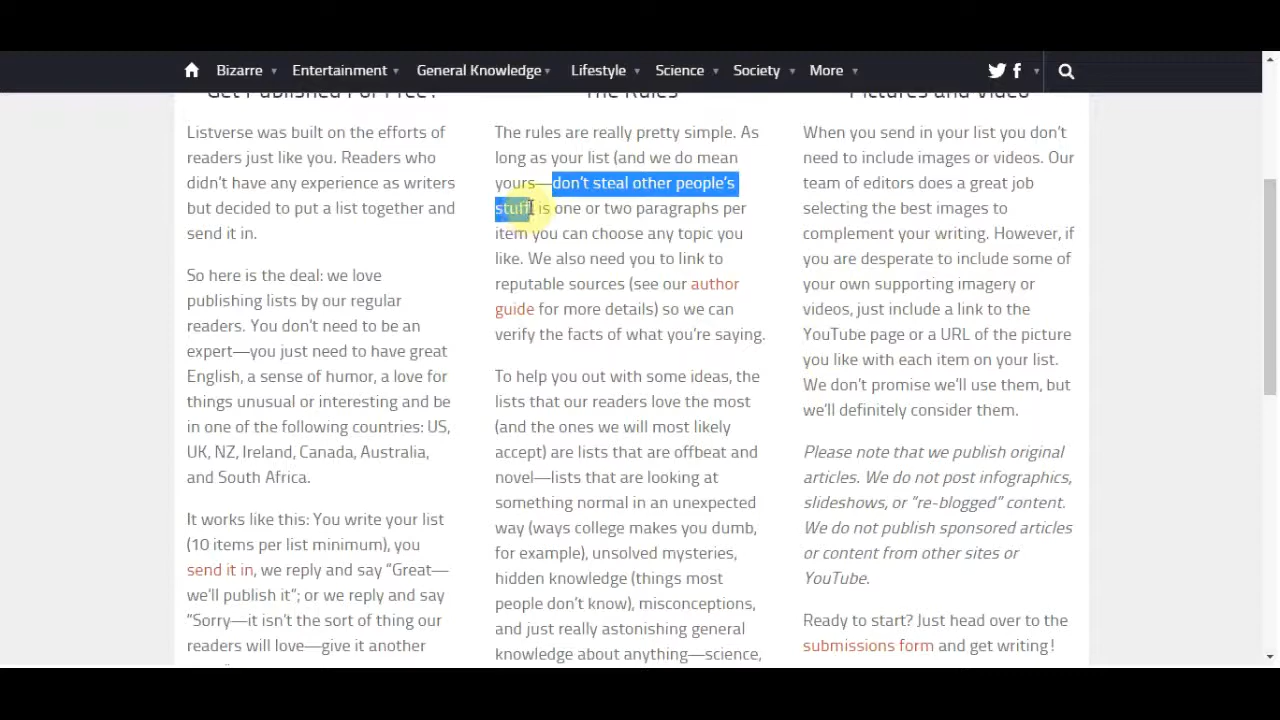 Bizarre Entertainment General Knowledge Lifestyle Science Society More
Get Published For Free!
Listverse was built on the efforts of
readers just like you. Readers who
didn't have any experience as writers
but decided to put a list together and
send it in.
So here is the deal: we love
publishing lists by our regular
readers. You don't need to be an
expert—you just need to have great
English, a sense of humor, a love for
things unusual or interesting and be
in one of the following countries: US,
UK, NZ, Ireland, Canada, Australia,
and South Africa.
It works like this: You write your list
(10 items per list minimum), you
send it in, we reply and say “Great—
we'll publish it”; or we reply and say
“Sorry—it isn't the sort of thing our
readers will love—give it another
The Rules
The rules are really pretty simple. As
long as your list (and we do mean
yours—don't steal other people's
stuff) is one or two paragraphs per
item you can choose any topic you
like. We also need you to link to
reputable sources (see our author
guide for more details) so we can
verify the facts of what you're saying.
To help you out with some ideas, the
lists that our readers love the most
(and the ones we will most likely
accept) are lists that are offbeat and
novel—lists that are looking at
something normal in an unexpected
way (ways college makes you dumb,
for example), unsolved mysteries,
hidden knowledge (things most
people don't know), misconceptions,
and just really astonishing general
knowledge about anything—science,
Pictures and Video
When you send in your list you don't
need to include images or videos. Our
team of editors does a great job
selecting the best images to
complement your writing. However, if
you are desperate to include some of
your own supporting imagery or
videos, just include a link to the
YouTube page or a URL of the picture
you like with each item on your list.
We don't promise we'll use them, but
we'll definitely consider them.
Please note that we publish original
articles. We do not post infographics,
slideshows, or “re-blogged” content.
We do not publish sponsored articles
or content from other sites or
YouTube.
Ready to start? Just head over to the
submissions form and get writing!